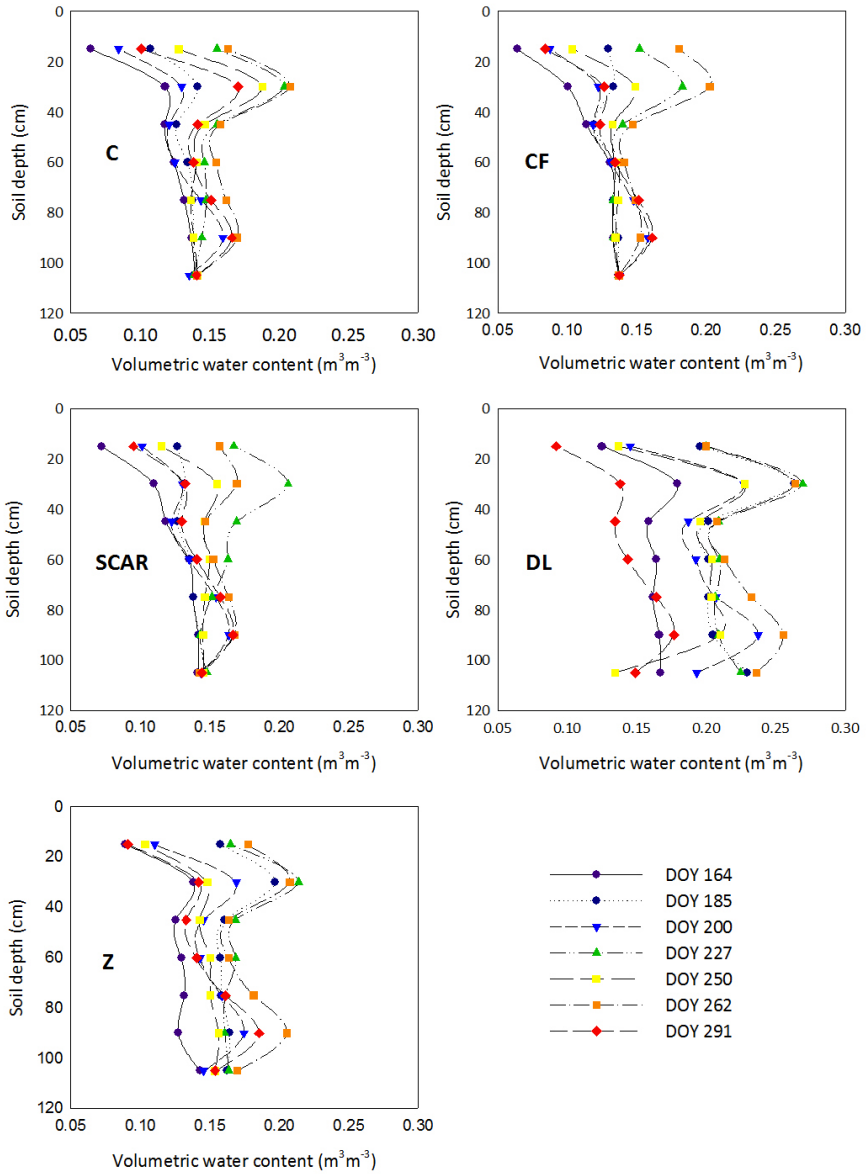 0
20
40
60
80
100
120
Soil depth (cm)
C
0.05 0.10 0.15 0.20 0.25 0.30
Volumetric water content (m³m⁻³)
0
20
40
60
80
100
120
Soil depth (cm)
CF
0.05 0.10 0.15 0.20 0.25 0.30
Volumetric water content (m³m⁻³)
0
20
40
60
80
100
120
Soil depth (cm)
SCAR
0.05 0.10 0.15 0.20 0.25 0.30
Volumetric water content (m³m⁻³)
0
20
40
60
80
100
120
Soil depth (cm)
DL
0.05 0.10 0.15 0.20 0.25 0.30
Volumetric water content (m³m⁻³)
0
20
40
60
80
100
120
Soil depth (cm)
Z
0.05 0.10 0.15 0.20 0.25 0.30
Volumetric water content (m³m⁻³)
DOY 164
DOY 185
DOY 200
DOY 227
DOY 250
DOY 262
DOY 291